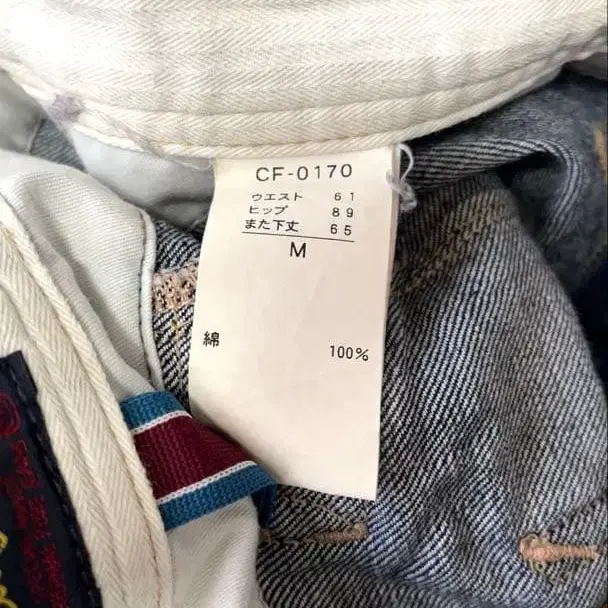 CF-0170
ウエスト 61
ヒップ 89
また下丈 65
M
綿 100%